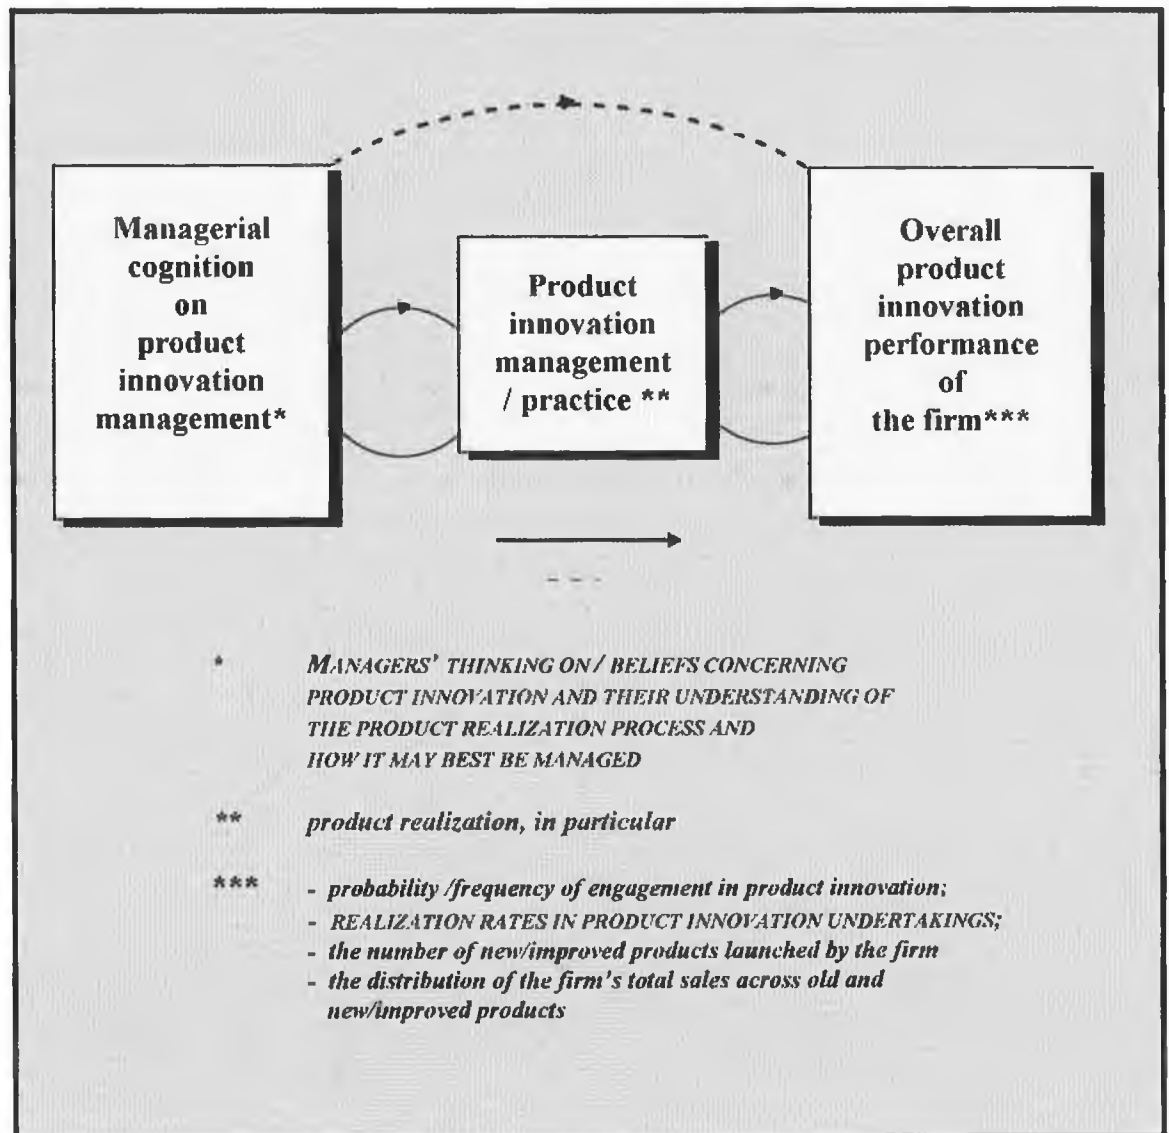 Managerial
cognition
on
product
innovation
management*
Product
innovation
management
/ practice **
Overall
product
innovation
performance
of
the firm***
* MANAGERS' THINKING ON / BELIEFS CONCERNING
PRODUCT INNOVATION AND THEIR UNDERSTANDING OF
THE PRODUCT REALIZATION PROCESS AND
HOW IT MAY BEST BE MANAGED
** product realization, in particular
*** - probability /frequency of engagement in product innovation;
- REALIZATION RATES IN PRODUCT INNOVATION UNDERTAKINGS;
- the number of new/improved products launched by the firm
- the distribution of the firm's total sales across old and
new/improved products